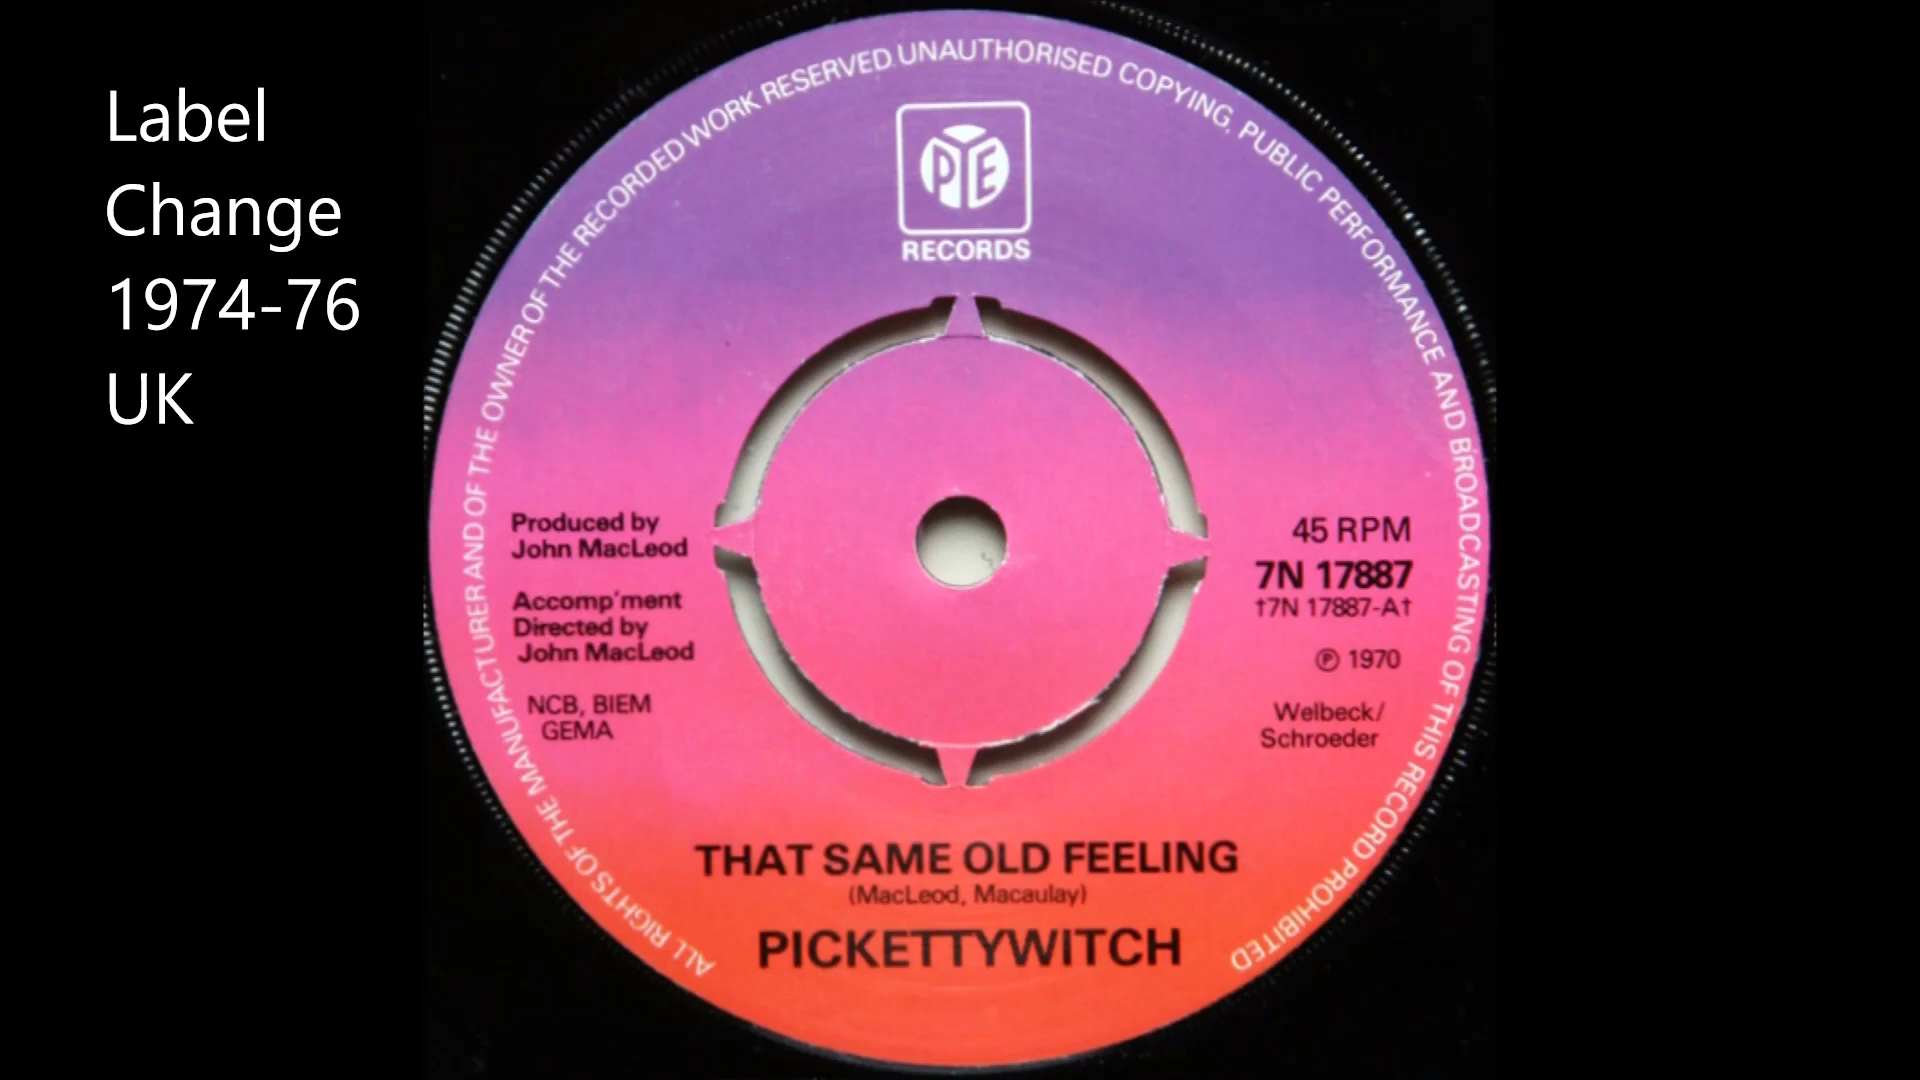 Label
Change
1974-76
UK
ALL RIGHTS OF THE MANUFACTURER AND OF THE OWNER OF THE RECORDED WORK RESERVED. UNAUTHORISED COPYING, PUBLIC PERFORMANCE AND BROADCASTING OF THIS RECORD PROHIBITED
PYE
RECORDS
Produced by
John MacLeod
Accomp'ment
Directed by
John MacLeod
NCB, BIEM
GEMA
45 RPM
7N 17887
†7N 17887-A†
℗ 1970
Welbeck/
Schroeder
THAT SAME OLD FEELING
(MacLeod, Macaulay)
PICKETTYWITCH